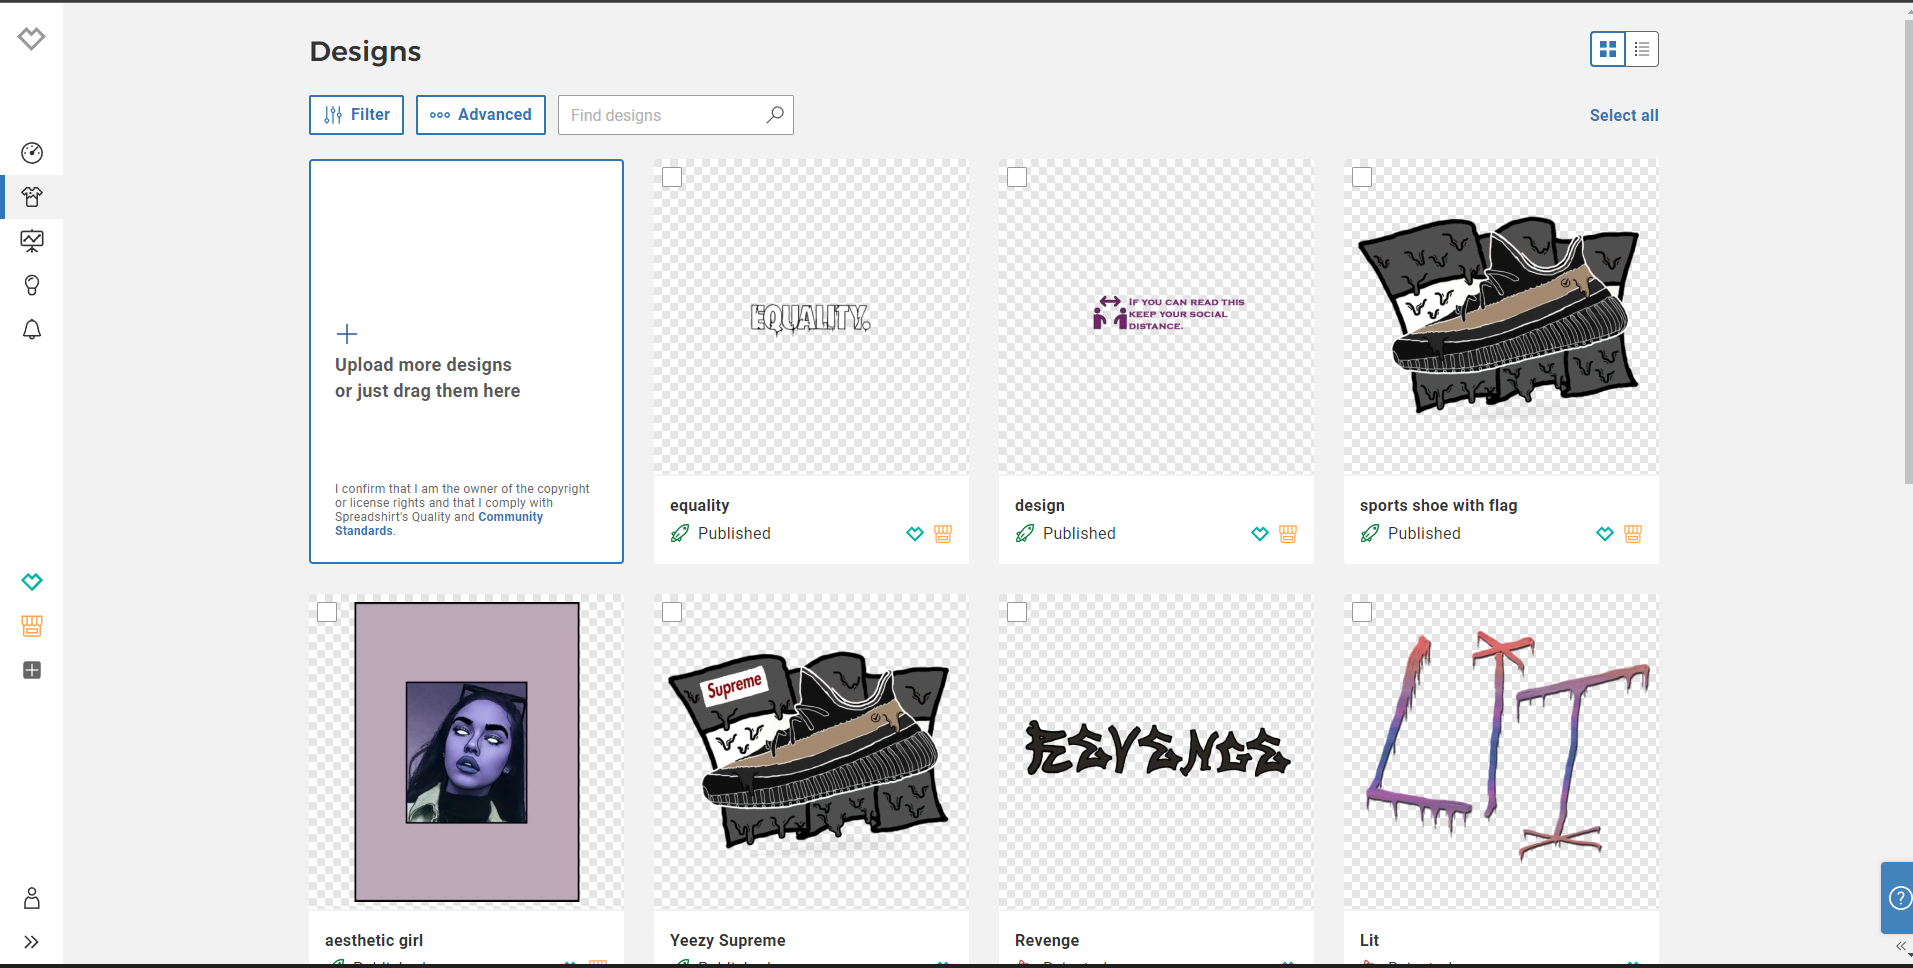 Designs
Filter
Advanced
Find designs
Select all
Upload more designs
or just drag them here
I confirm that I am the owner of the copyright
or license rights and that I comply with
Spreadshirt's Quality and Community
Standards.
EQUALITY.
equality
Published
IF YOU CAN READ THIS
KEEP YOUR SOCIAL
DISTANCE.
design
Published
sports shoe with flag
Published
aesthetic girl
Published
Supreme
Yeezy Supreme
Published
REVENGE
Revenge
LIT
Lit